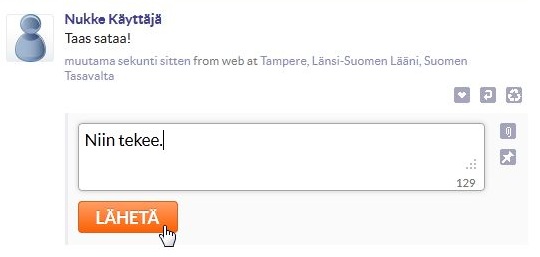 Nukke Käyttäjä
Taas sataa!
muutama sekunti sitten from web at Tampere, Länsi-Suomen Lääni, Suomen
Tasavalta
Niin tekee.
129
LÄHETÄ